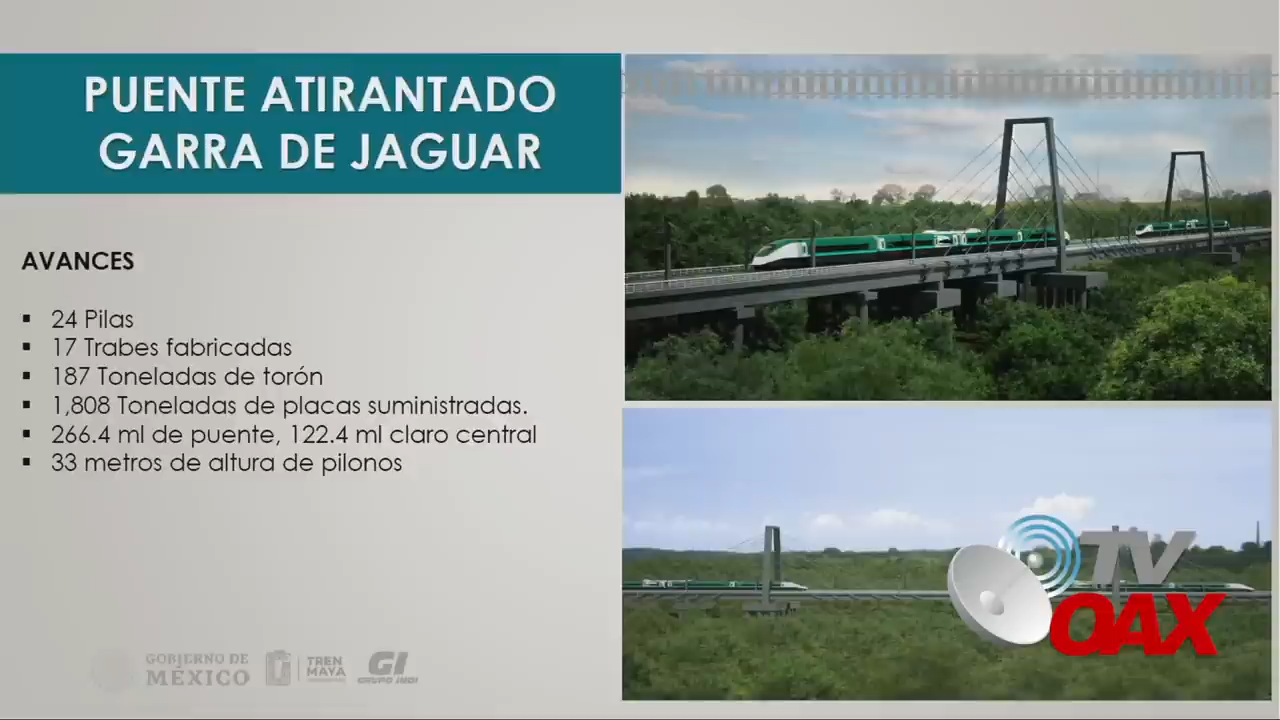 PUENTE ATIRANTADO
GARRA DE JAGUAR
AVANCES
▪ 24 Pilas
▪ 17 Trabes fabricadas
▪ 187 Toneladas de torón
▪ 1,808 Toneladas de placas suministradas.
▪ 266.4 ml de puente, 122.4 ml claro central
▪ 33 metros de altura de pilonos
TV
OAX
GOBIERNO DE
MÉXICO
TREN
MAYA
GI
GRUPO INDI